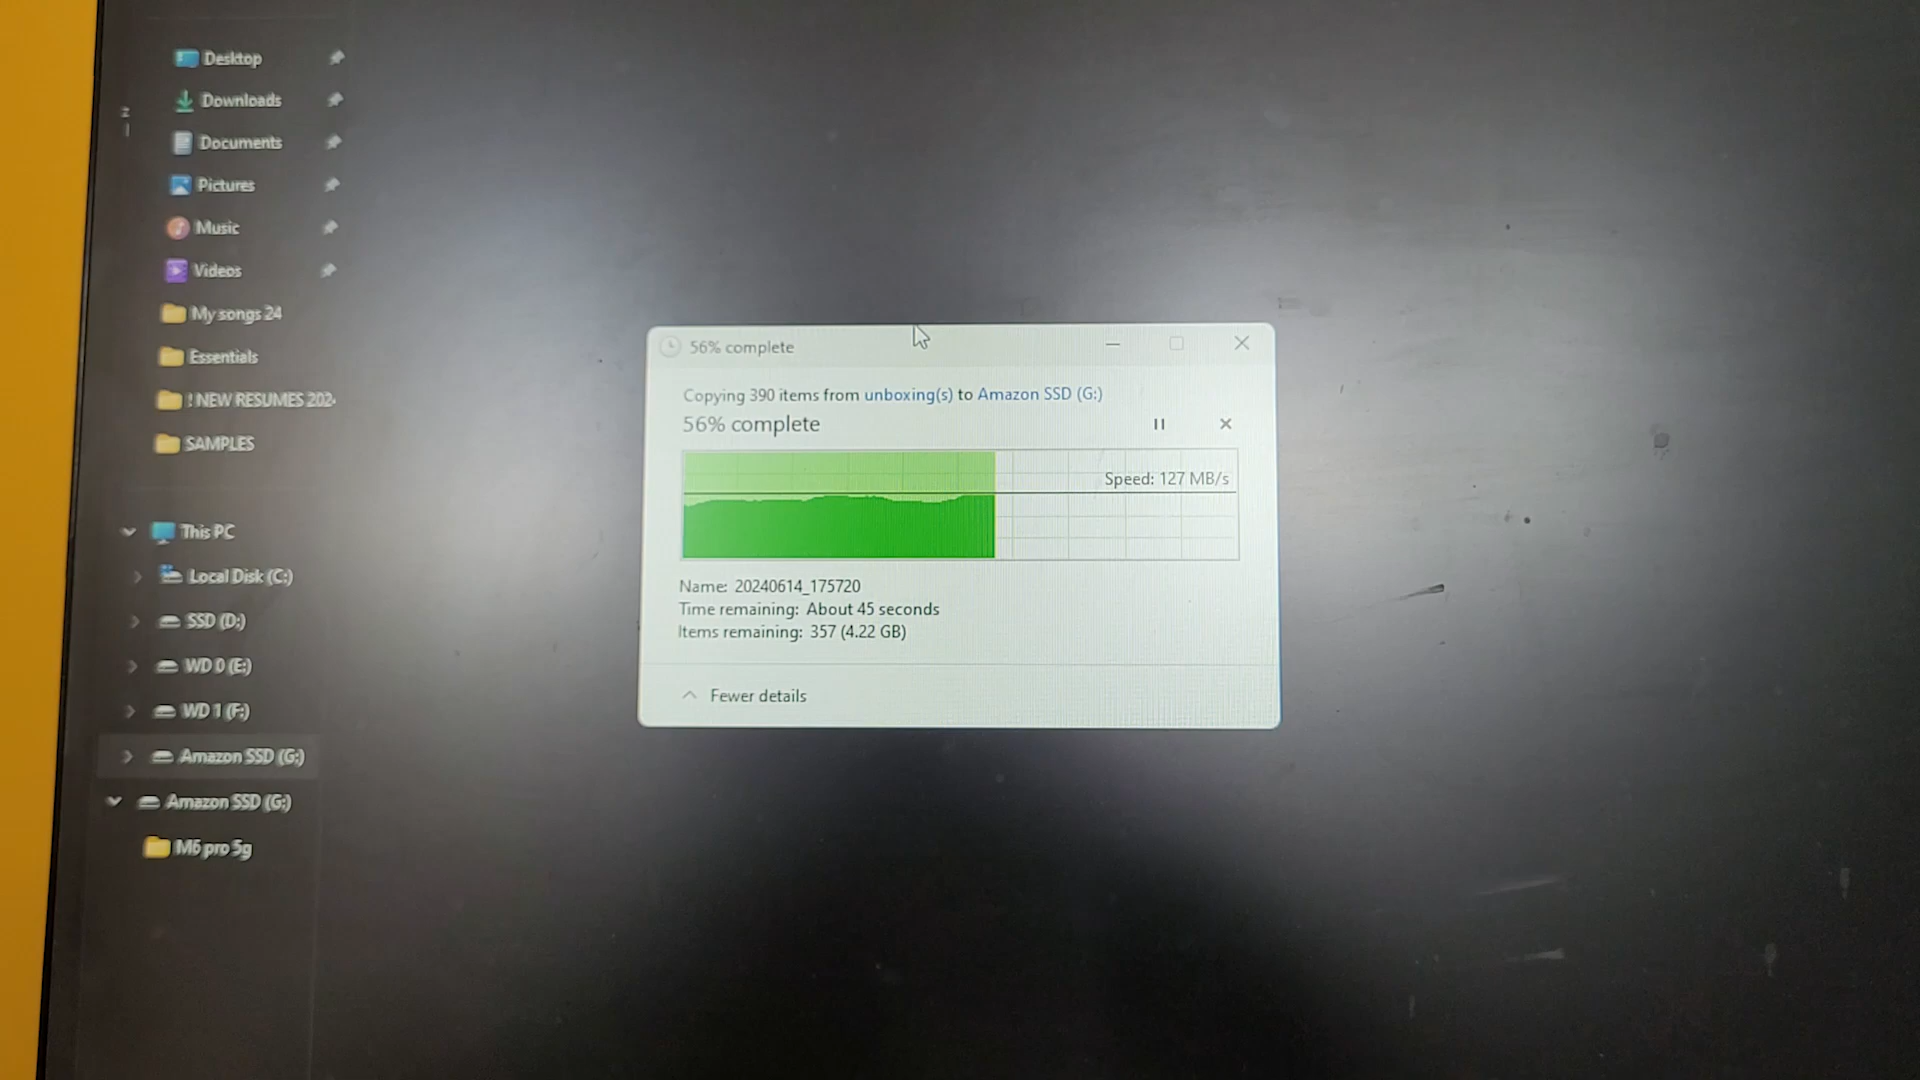 Desktop
Downloads
Documents
Pictures
Music
Videos
My songs 24
Essentials
! NEW RESUMES 202
SAMPLES
This PC
Local Disk (C:)
SSD (D:)
WD 0 (E:)
WD 1 (F:)
Amazon SSD (G:)
Amazon SSD (G:)
M6 pro 5g
56% complete
Copying 390 items from unboxing(s) to Amazon SSD (G:)
56% complete
Speed: 127 MB/s
Name: 20240614_175720
Time remaining: About 45 seconds
Items remaining: 357 (4.22 GB)
Fewer details